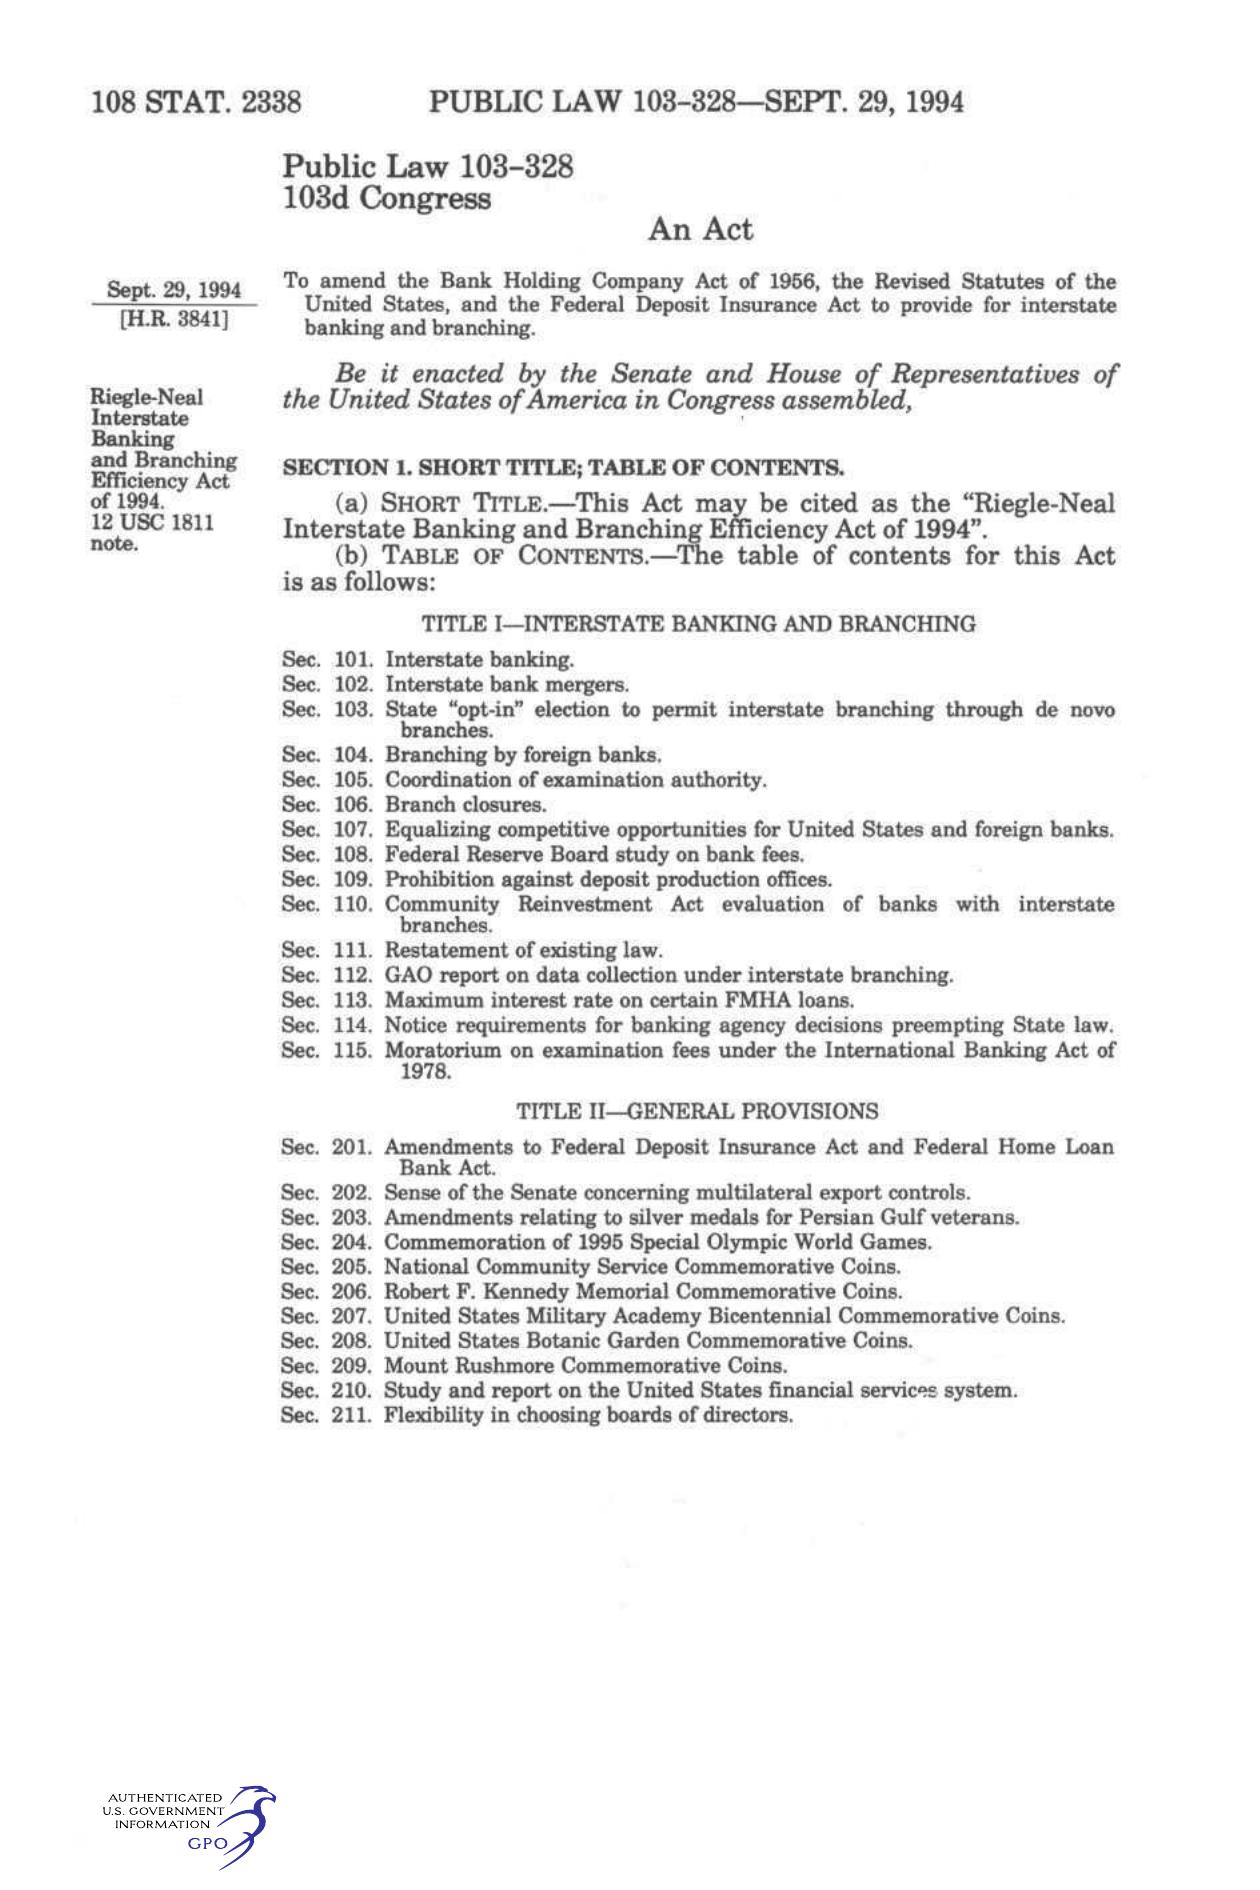 108 STAT. 2338 PUBLIC LAW 103–328—SEPT. 29, 1994
Public Law 103–328
103d Congress
An Act
Sept. 29, 1994
[H.R. 3841]
To amend the Bank Holding Company Act of 1956, the Revised Statutes of the
United States, and the Federal Deposit Insurance Act to provide for interstate
banking and branching.
Be it enacted by the Senate and House of Representatives of
the United States of America in Congress assembled,
Riegle-Neal
Interstate
Banking
and Branching
Efficiency Act
of 1994.
12 USC 1811
note.
SECTION 1. SHORT TITLE; TABLE OF CONTENTS.
(a) SHORT TITLE.—This Act may be cited as the “Riegle-Neal
Interstate Banking and Branching Efficiency Act of 1994”.
(b) TABLE OF CONTENTS.—The table of contents for this Act
is as follows:
TITLE I—INTERSTATE BANKING AND BRANCHING
Sec. 101. Interstate banking.
Sec. 102. Interstate bank mergers.
Sec. 103. State “opt-in” election to permit interstate branching through de novo
branches.
Sec. 104. Branching by foreign banks.
Sec. 105. Coordination of examination authority.
Sec. 106. Branch closures.
Sec. 107. Equalizing competitive opportunities for United States and foreign banks.
Sec. 108. Federal Reserve Board study on bank fees.
Sec. 109. Prohibition against deposit production offices.
Sec. 110. Community Reinvestment Act evaluation of banks with interstate
branches.
Sec. 111. Restatement of existing law.
Sec. 112. GAO report on data collection under interstate branching.
Sec. 113. Maximum interest rate on certain FMHA loans.
Sec. 114. Notice requirements for banking agency decisions preempting State law.
Sec. 115. Moratorium on examination fees under the International Banking Act of
1978.
TITLE II—GENERAL PROVISIONS
Sec. 201. Amendments to Federal Deposit Insurance Act and Federal Home Loan
Bank Act.
Sec. 202. Sense of the Senate concerning multilateral export controls.
Sec. 203. Amendments relating to silver medals for Persian Gulf veterans.
Sec. 204. Commemoration of 1995 Special Olympic World Games.
Sec. 205. National Community Service Commemorative Coins.
Sec. 206. Robert F. Kennedy Memorial Commemorative Coins.
Sec. 207. United States Military Academy Bicentennial Commemorative Coins.
Sec. 208. United States Botanic Garden Commemorative Coins.
Sec. 209. Mount Rushmore Commemorative Coins.
Sec. 210. Study and report on the United States financial services system.
Sec. 211. Flexibility in choosing boards of directors.
AUTHENTICATED
U.S. GOVERNMENT
INFORMATION
GPO